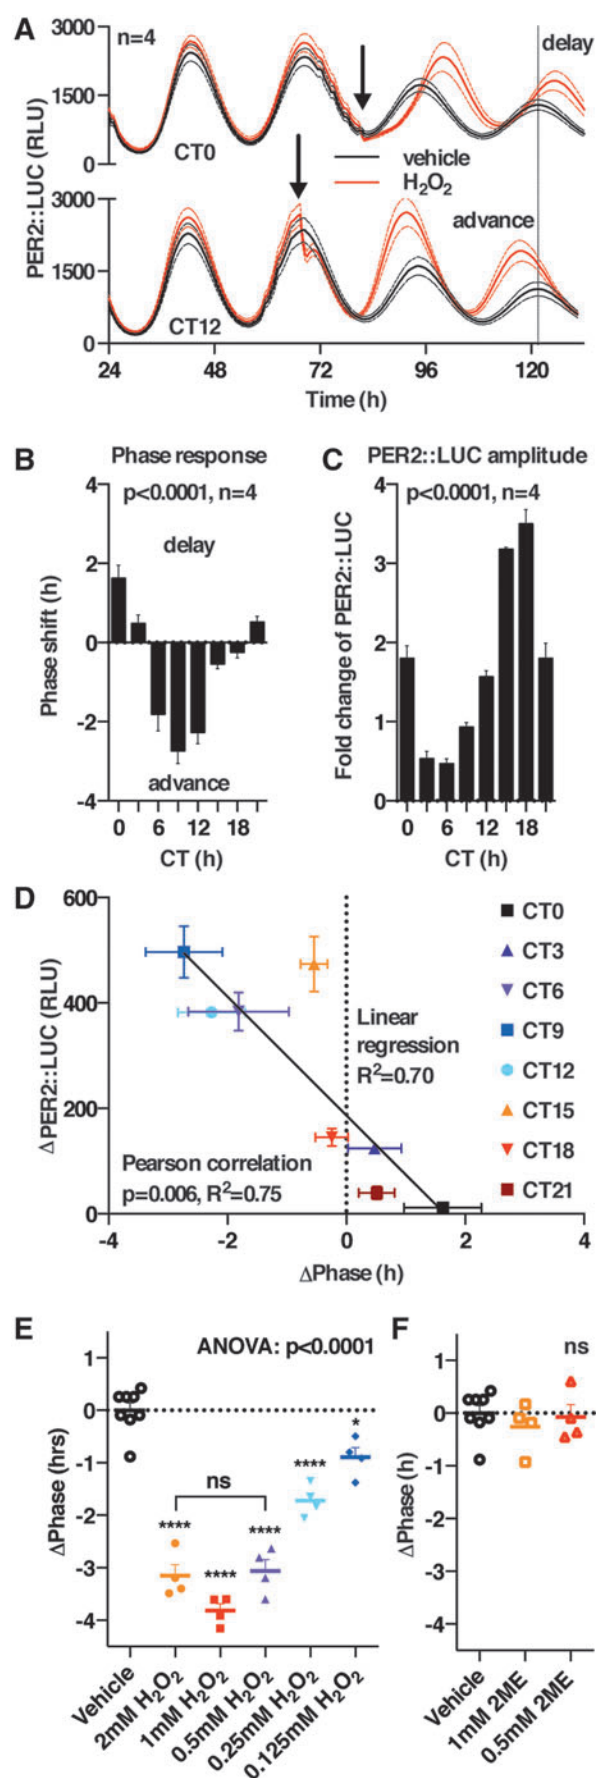 A
n=4
3000
1500
0
CT0
delay
vehicle
H2O2
3000
1500
0
CT12
advance
PER2::LUC (RLU)
24 48 72 96 120
Time (h)
B
Phase response
p<0.0001, n=4
4
2
0
-2
-4
delay
advance
Phase shift (h)
0 6 12 18
CT (h)
C
PER2::LUC amplitude
p<0.0001, n=4
4
3
2
1
0
Fold change of PER2::LUC
0 6 12 18
CT (h)
D
600
400
200
0
ΔPER2::LUC (RLU)
Linear
regression
R2=0.70
Pearson correlation
p=0.006, R2=0.75
CT0
CT3
CT6
CT9
CT12
CT15
CT18
CT21
-4 -2 0 2 4
ΔPhase (h)
E
ANOVA: p<0.0001
1
0
-1
-2
-3
-4
ΔPhase (hrs)
ns
****
****
****
****
*
Vehicle
2mM H2O2
1mM H2O2
0.5mM H2O2
0.25mM H2O2
0.125mM H2O2
F
ns
1
0
-1
-2
-3
-4
ΔPhase (h)
Vehicle
1mM 2ME
0.5mM 2ME